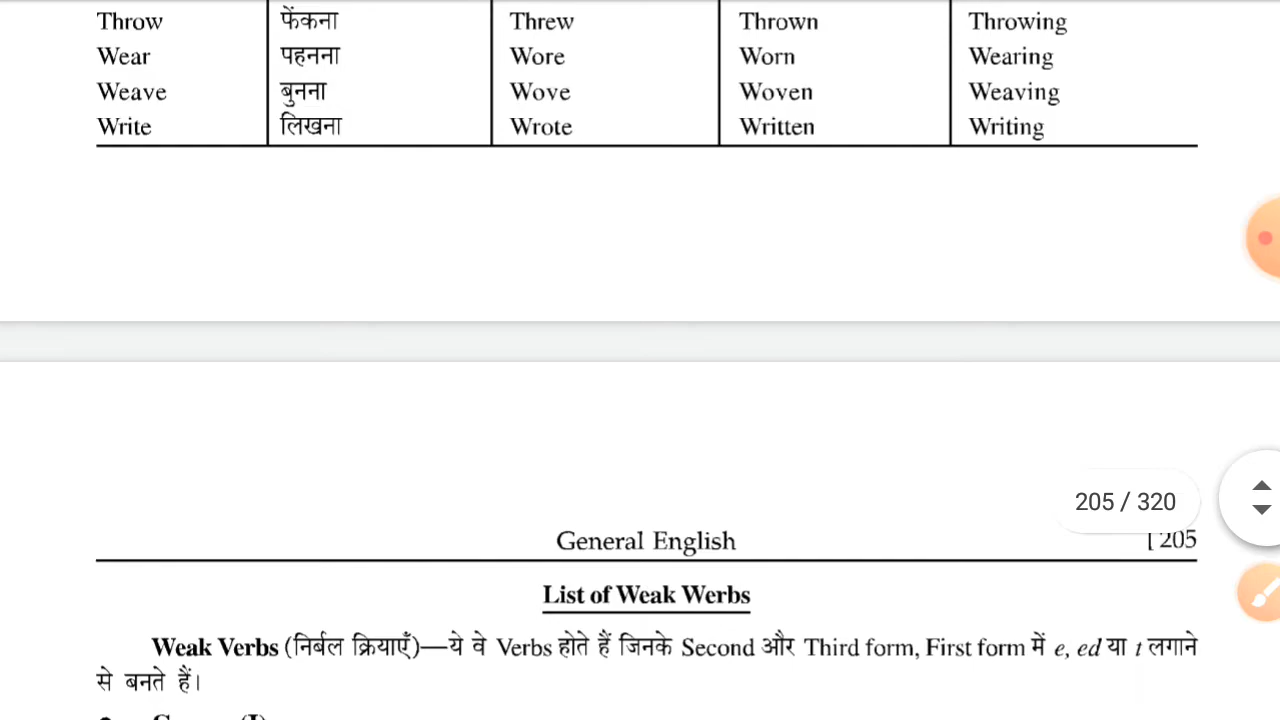 Throw फेंकना Threw Thrown Throwing
Wear पहनना Wore Worn Wearing
Weave बुनना Wove Woven Weaving
Write लिखना Wrote Written Writing
205 / 320
General English [ 205
List of Weak Werbs
Weak Verbs (निर्बल क्रियाएँ)—ये वे Verbs होते हैं जिनके Second और Third form, First form में e, ed या t लगाने
से बनते हैं।